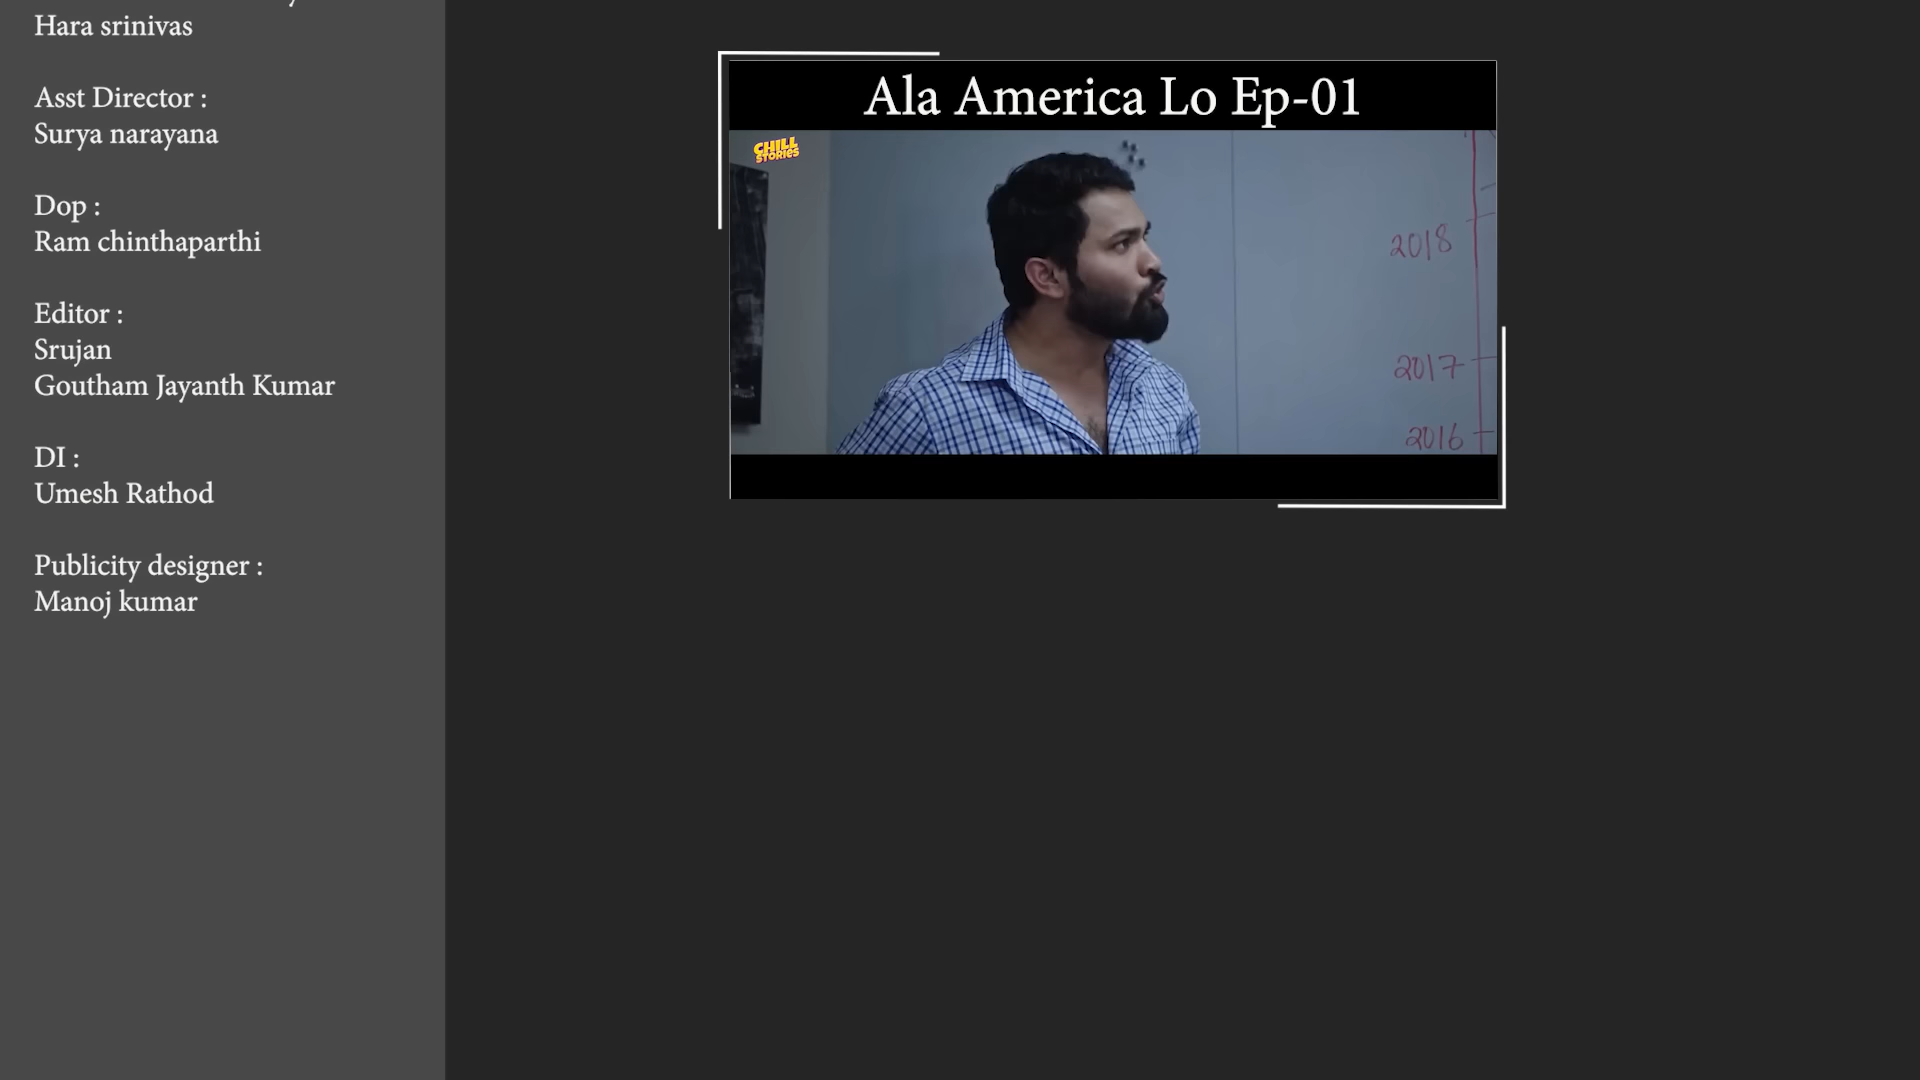 Hara srinivas
Asst Director :
Surya narayana
Dop :
Ram chinthaparthi
Editor :
Srujan
Goutham Jayanth Kumar
DI :
Umesh Rathod
Publicity designer :
Manoj kumar
Ala America Lo Ep-01
CHILL
STORIES
2018
2017
2016